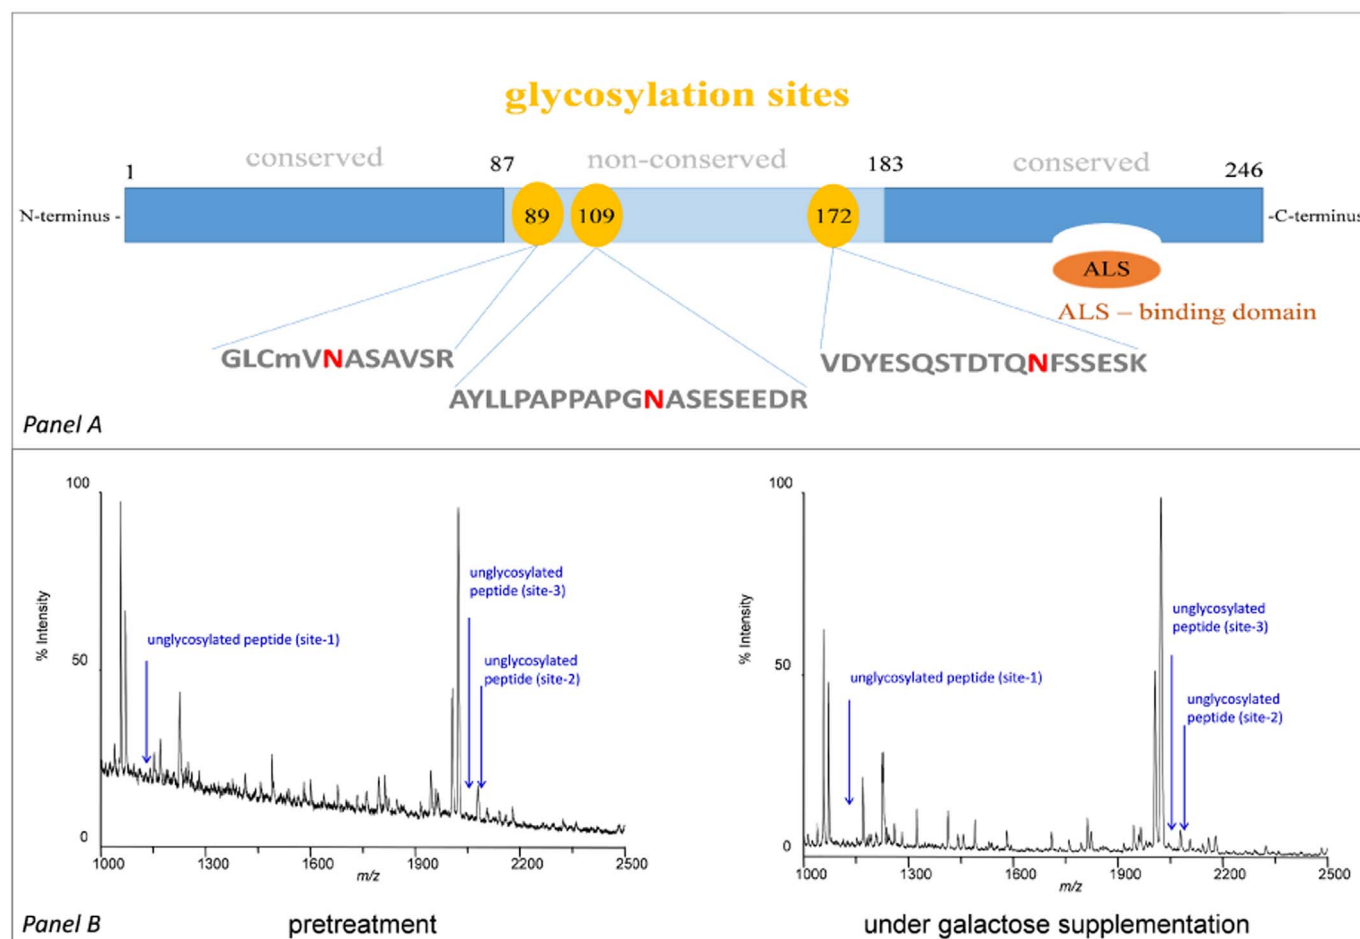 glycosylation sites
conserved
non-conserved
conserved
1
87
183
246
N-terminus -
89
109
172
-C-terminus
ALS
ALS – binding domain
GLCmVNASAVSR
AYLLPAPPAPGNASESEEDR
VDYESQSTDTQNFSSESK
Panel A
100
50
0
% Intensity
unglycosylated peptide (site-1)
unglycosylated
peptide (site-3)
unglycosylated
peptide (site-2)
1000
1300
1600
1900
2200
2500
m/z
pretreatment
100
50
0
% Intensity
unglycosylated peptide (site-1)
unglycosylated
peptide (site-3)
unglycosylated
peptide (site-2)
1000
1300
1600
1900
2200
2500
m/z
under galactose supplementation
Panel B